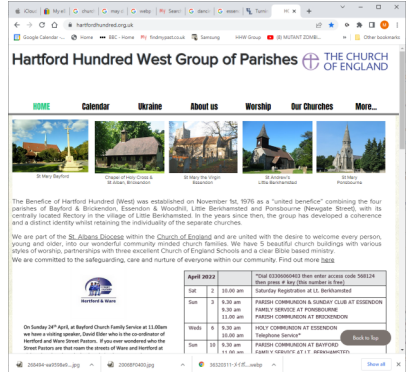 hartfordhundred.org.uk
Google Calendar -... Home BBC - Home findmypast.co.uk Samsung HHW Group (8) MUTANT ZOMBI... » Other bookmarks
Hartford Hundred West Group of Parishes THE CHURCH OF ENGLAND
HOME Calendar Ukraine About us Worship Our Churches More...
St Mary Bayford
Chapel of Holy Cross &
St Alban, Brickendon
St Mary the Virgin
Essendon
St Andrew's
Little Berkhamsted
St Mary
Ponsbourne
The Benefice of Hartford Hundred (West) was established on November 1st, 1976 as a "united benefice" combining the four
parishes of Bayford & Brickendon, Essendon & Woodhill, Little Berkhamsted and Ponsbourne (Newgate Street), with its
centrally located Rectory in the village of Little Berkhamsted. In the years since then, the group has developed a coherence
and a distinct identity whilst retaining the individuality of the separate churches.
We are part of the St. Albans Diocese within the Church of England and are united with the desire to welcome every person,
young and older, into our wonderful community minded church families. We have 5 beautiful church buildings with various
styles of worship, partnerships with three excellent Church of England Schools and a clear Bible based ministry.
We are committed to the safeguarding, care and nurture of everyone within our community. Find out more here
Hertford & Ware
On Sunday 24th April, at Bayford Church Family Service at 11.00am
we have a visiting speaker, David Elder who is the co-ordinator of
Hertford and Ware Street Pastors. If you ever wondered who the
Street Pastors are that roam the streets of Ware and Hertford at
April 2022 *Dial 03306060403 then enter access code 568124
then press # key (this number is free)
Sat 2 10.00 am Saturday Registration at Lt. Berkhamsted
Sun 3 9.30 am PARISH COMMUNION & SUNDAY CLUB AT ESSENDON
9.30 am FAMILY SERVICE AT PONSBOURNE
11.00 am PARISH COMMUNION AT BRICKENDON
Weds 6 9.30 am HOLY COMMUNION AT ESSENDON
10.00 am Telephone Service*
Sun 10 9.30 am PARISH COMMUNION AT BAYFORD
11.00 am FAMILY SERVICE AT LT. BERKHAMSTED
Back to Top
Show all